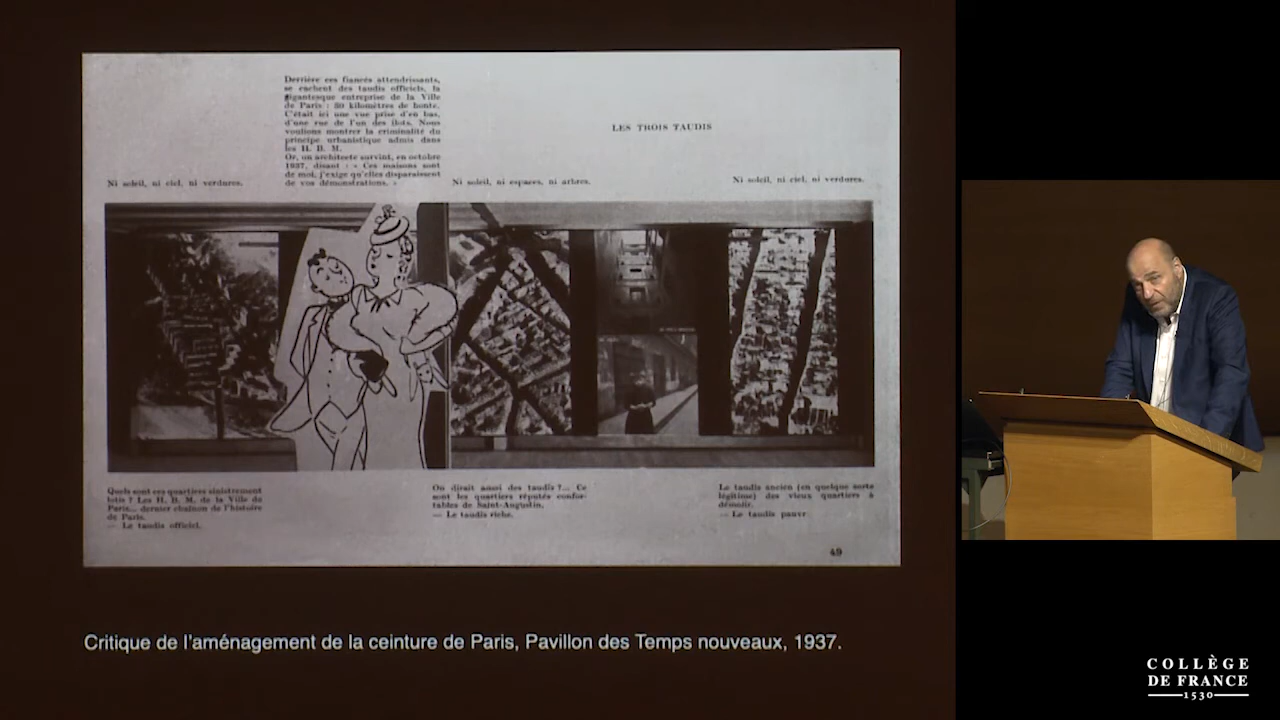 Derrière ces fiancés attendrissants,
se cachent des taudis officiels, la
gigantesque entreprise de la Ville
de Paris : 80 kilomètres de honte.
C'était ici une vue prise d'en bas,
d'une rue de l'un des îlots. Nous
voulions montrer la criminalité du
principe urbanistique admis dans
les H. B. M.
Or, un architecte survint, en octobre
1937, disant : « Ces maisons sont
de moi, j'exige qu'elles disparaissent
de vos démonstrations. »
LES TROIS TAUDIS
Ni soleil, ni ciel, ni verdures.
Ni soleil, ni espaces, ni arbres.
Ni soleil, ni ciel, ni verdures.
Quels sont ces quartiers sinistrement
lotis ? Les H. B. M. de la Ville de
Paris... dernier chaînon de l'histoire
de Paris.
— Le taudis officiel.
On dirait aussi des taudis ?... Ce
sont les quartiers réputés confor-
tables de Saint-Augustin.
— Le taudis riche.
Le taudis ancien (en quelque sorte
légitime) des vieux quartiers à
démolir.
— Le taudis pauvre
49
Critique de l'aménagement de la ceinture de Paris, Pavillon des Temps nouveaux, 1937.
COLLÈGE
DE FRANCE
1530